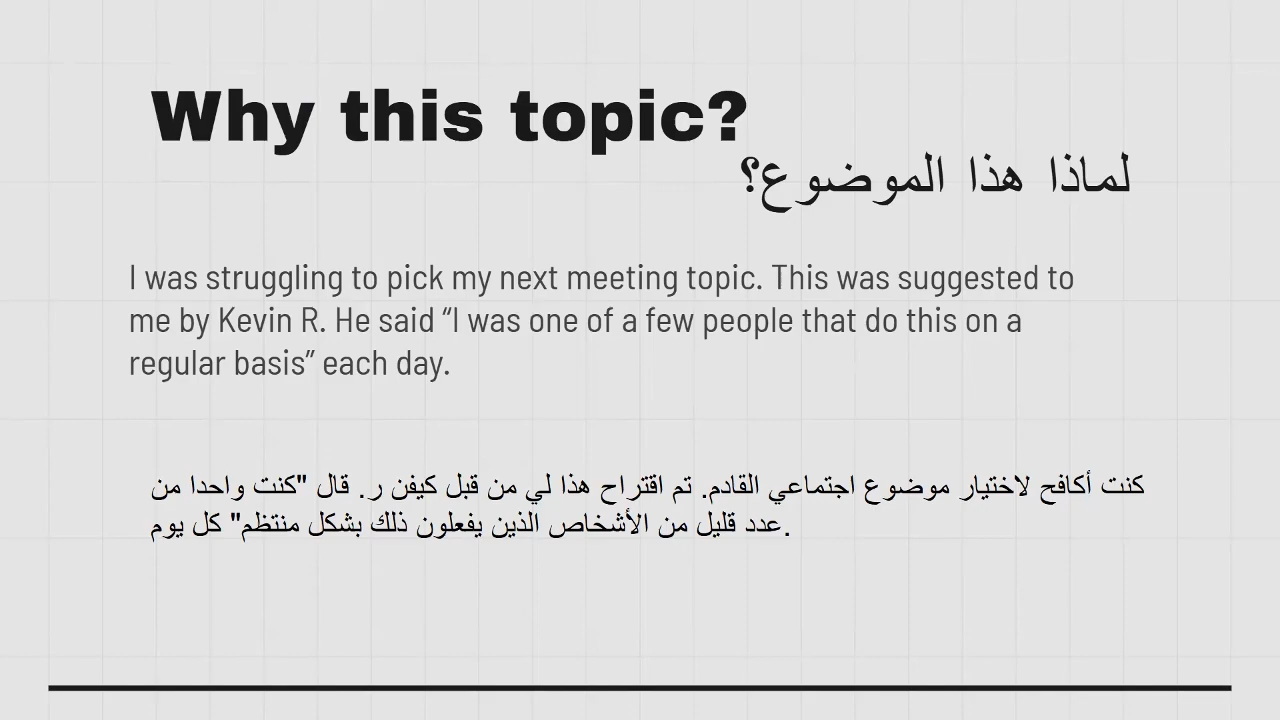 Why this topic?
لماذا هذا الموضوع؟
I was struggling to pick my next meeting topic. This was suggested to
me by Kevin R. He said “I was one of a few people that do this on a
regular basis” each day.
كنت أكافح لاختيار موضوع اجتماعي القادم. تم اقتراح هذا لي من قبل كيفن ر. قال "كنت واحدا من
عدد قليل من الأشخاص الذين يفعلون ذلك بشكل منتظم" كل يوم.